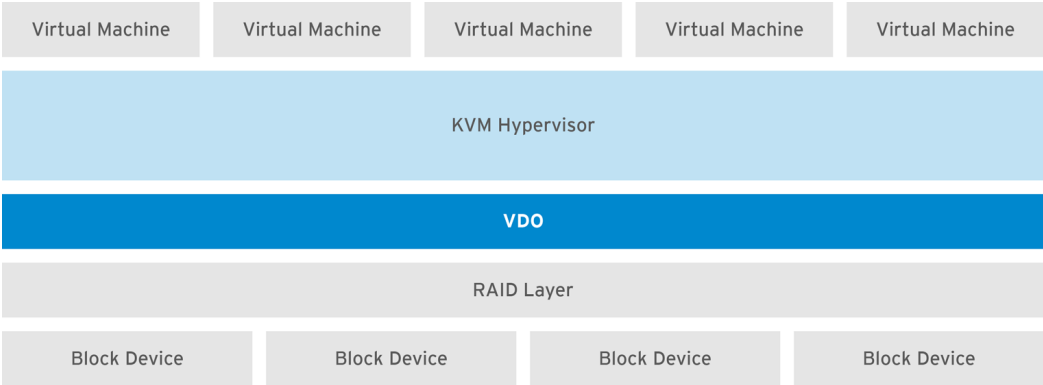 Virtual Machine Virtual Machine Virtual Machine Virtual Machine Virtual Machine
KVM Hypervisor
VDO
RAID Layer
Block Device Block Device Block Device Block Device